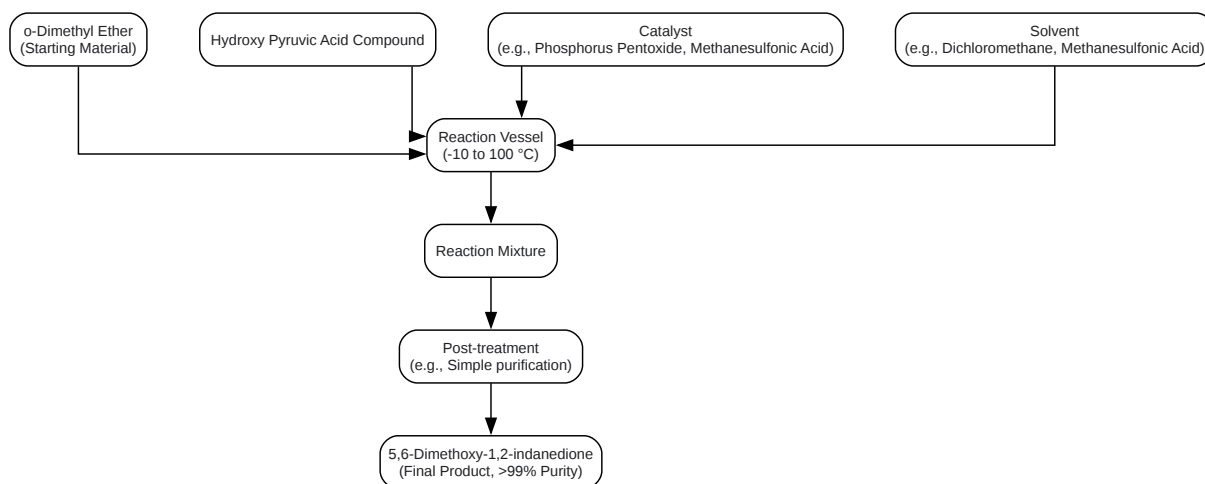 o-Dimethyl Ether
(Starting Material)
Hydroxy Pyruvic Acid Compound
Catalyst
(e.g., Phosphorus Pentoxide, Methanesulfonic Acid)
Solvent
(e.g., Dichloromethane, Methanesulfonic Acid)
Reaction Vessel
(-10 to 100 °C)
Reaction Mixture
Post-treatment
(e.g., Simple purification)
5,6-Dimethoxy-1,2-indanedione
(Final Product, >99% Purity)